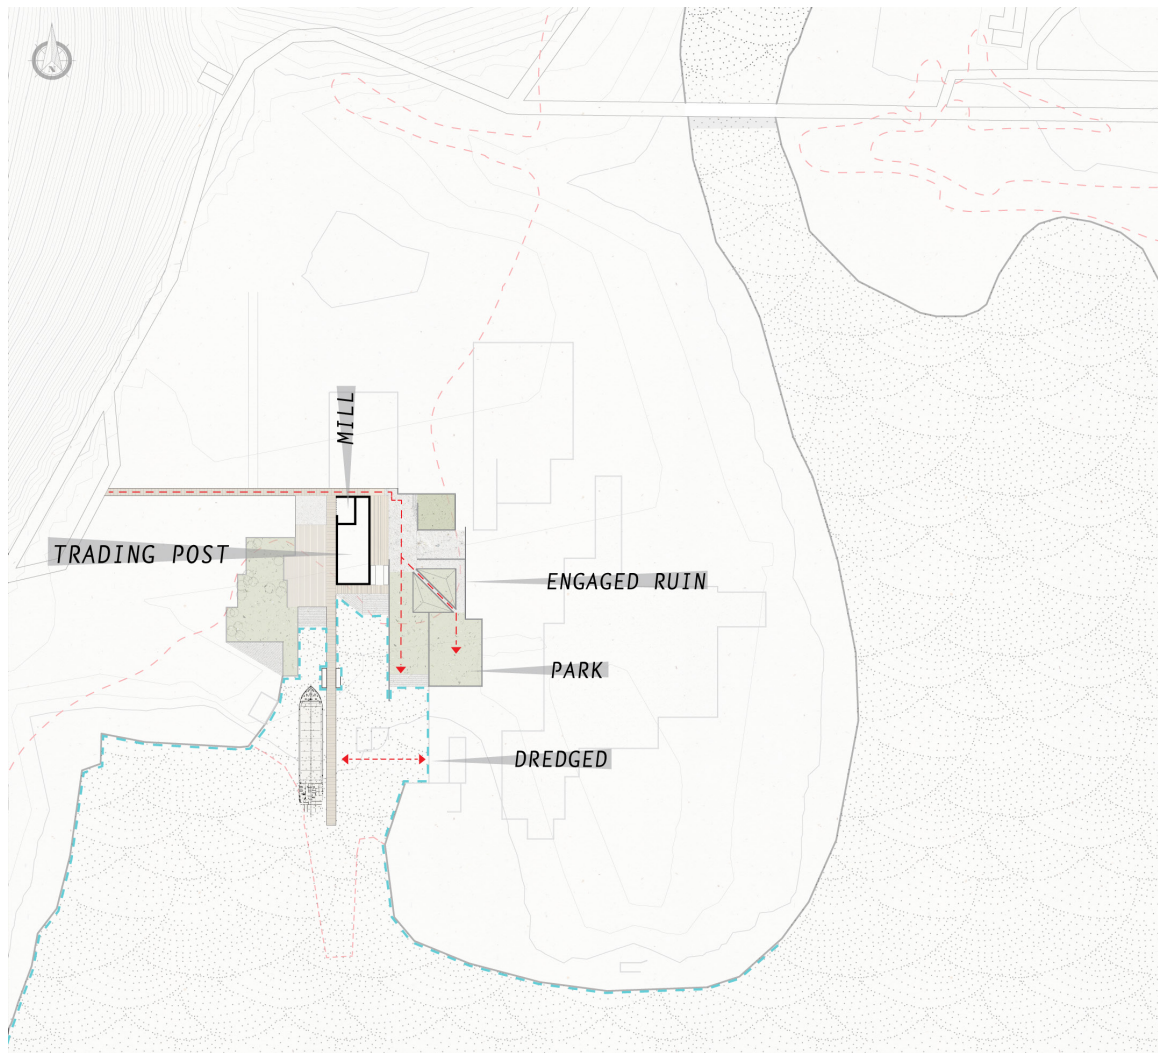 N
MILL
TRADING POST
ENGAGED RUIN
PARK
DREDGED